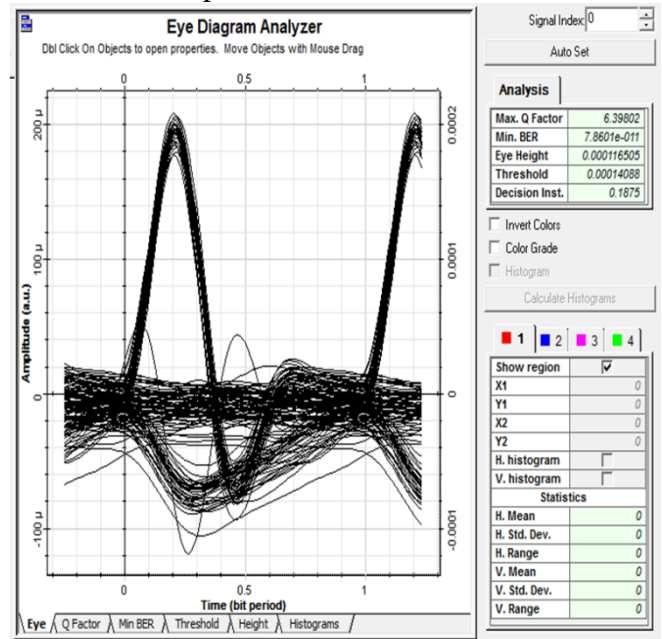 Eye Diagram Analyzer
Dbl Click On Objects to open properties. Move Objects with Mouse Drag
0 0.5 1
200 µ
100 µ
0
-100 µ
Amplitude (a.u.)
0.0002
0.0001
0
-0.0001
0 0.5 1
Time (bit period)
Eye Q Factor Min BER Threshold Height Histograms
Signal Index: 0
Auto Set
Analysis
Max. Q Factor 6.39802
Min. BER 7.8601e-011
Eye Height 0.000116505
Threshold 0.00014088
Decision Inst. 0.1875
Invert Colors
Color Grade
Histogram
Calculate Histograms
1 2 3 4
Show region
X1 0
Y1 0
X2 0
Y2 0
H. histogram
V. histogram
Statistics
H. Mean 0
H. Std. Dev. 0
H. Range 0
V. Mean 0
V. Std. Dev. 0
V. Range 0